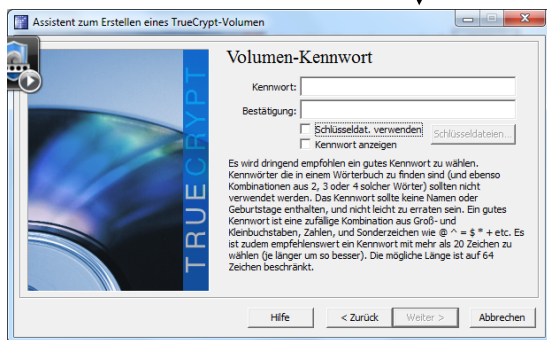 Assistent zum Erstellen eines TrueCrypt-Volumen
TRUECRYPT
Volumen-Kennwort
Kennwort:
Bestätigung:
Schlüsseldat. verwenden
Schlüsseldateien...
Kennwort anzeigen
Es wird dringend empfohlen ein gutes Kennwort zu wählen.
Kennwörter die in einem Wörterbuch zu finden sind (und ebenso
Kombinationen aus 2, 3 oder 4 solcher Wörter) sollten nicht
verwendet werden. Das Kennwort sollte keine Namen oder
Geburtstage enthalten, und nicht leicht zu erraten sein. Ein gutes
Kennwort ist eine zufällige Kombination aus Groß- und
Kleinbuchstaben, Zahlen, und Sonderzeichen wie @ ^ = $ * + etc. Es
ist zudem empfehlenswert ein Kennwort mit mehr als 20 Zeichen zu
wählen (je länger um so besser). Die mögliche Länge ist auf 64
Zeichen beschränkt.
Hilfe
< Zurück
Weiter >
Abbrechen